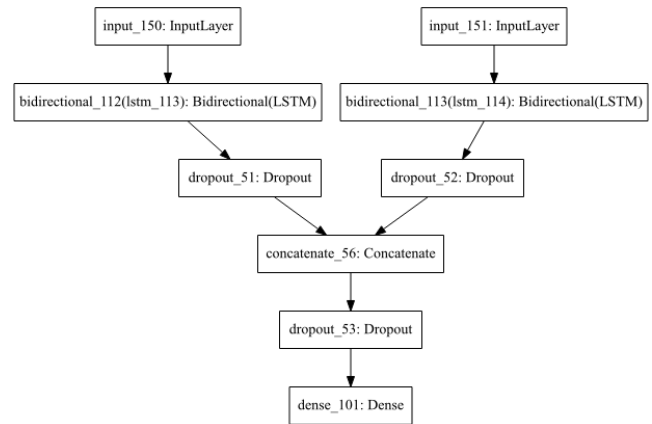 input_150: InputLayer
input_151: InputLayer
bidirectional_112(lstm_113): Bidirectional(LSTM)
bidirectional_113(lstm_114): Bidirectional(LSTM)
dropout_51: Dropout
dropout_52: Dropout
concatenate_56: Concatenate
dropout_53: Dropout
dense_101: Dense